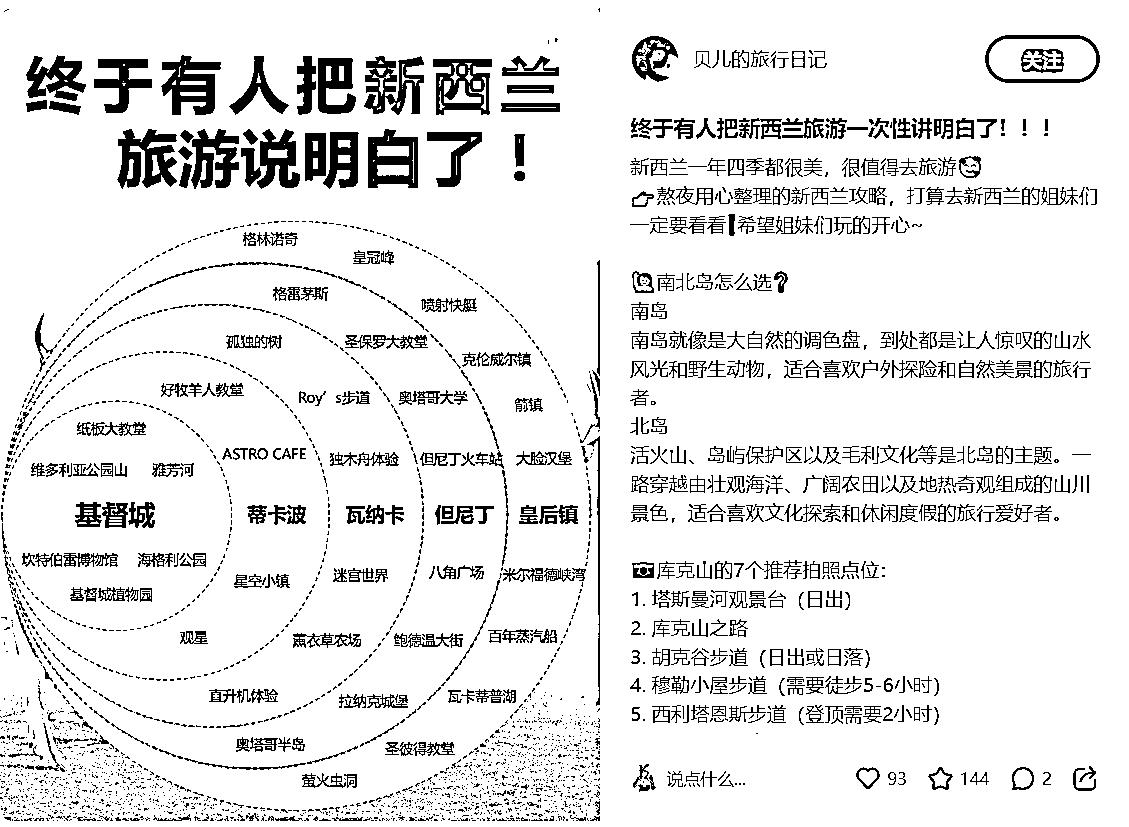 终于有人把新西兰
旅游说明白了！
格林诺奇
皇冠峰
格雷茅斯
喷射快艇
孤独的树
圣保罗大教堂
克伦威尔镇
好牧羊人教堂
Roy’s步道
奥塔哥大学
箭镇
纸板大教堂
ASTRO CAFE
独木舟体验
但尼丁火车站
大脸汉堡
维多利亚公园山
雅芳河
基督城
蒂卡波
瓦纳卡
但尼丁
皇后镇
坎特伯雷博物馆
海格利公园
星空小镇
迷宫世界
八角广场
米尔福德峡湾
基督城植物园
观星
薰衣草农场
鲍德温大街
百年蒸汽船
直升机体验
拉纳克城堡
瓦卡蒂普湖
奥塔哥半岛
圣彼得教堂
萤火虫洞
贝儿的旅行日记
关注
终于有人把新西兰旅游一次性讲明白了！！！
新西兰一年四季都很美，很值得去旅游🥰
👉熬夜用心整理的新西兰攻略，打算去新西兰的姐妹们
一定要看看❗希望姐妹们玩的开心~
南北岛怎么选❓
南岛
南岛就像是大自然的调色盘，到处都是让人惊叹的山水
风光和野生动物，适合喜欢户外探险和自然美景的旅行
者。
北岛
活火山、岛屿保护区以及毛利文化等是北岛的主题。一
路穿越由壮观海洋、广阔农田以及地热奇观组成的山川
景色，适合喜欢文化探索和休闲度假的旅行爱好者。
📷库克山的7个推荐拍照点位：
1. 塔斯曼河观景台（日出）
2. 库克山之路
3. 胡克谷步道（日出或日落）
4. 穆勒小屋步道（需要徒步5-6小时）
5. 西利塔恩斯步道（登顶需要2小时）
说点什么...
93
144
2